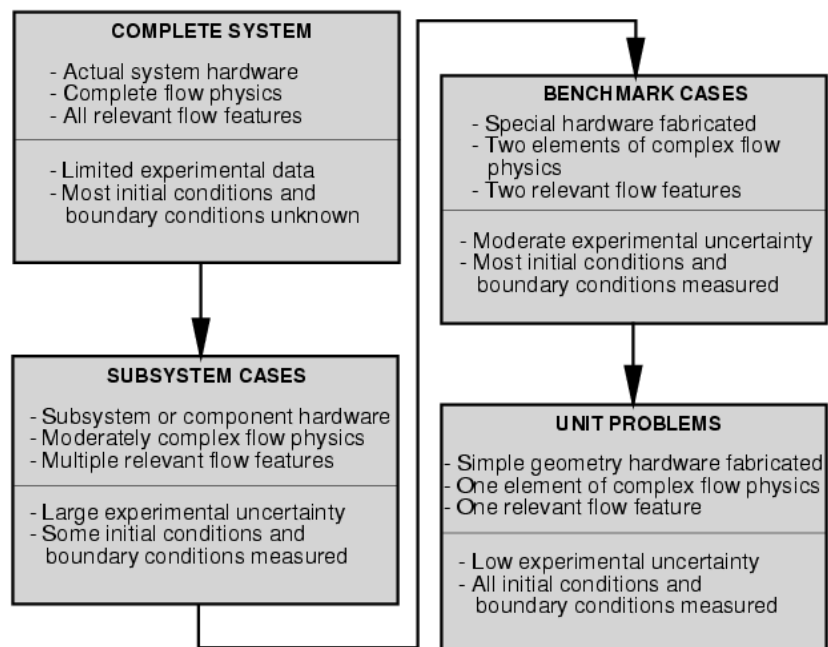 COMPLETE SYSTEM
- Actual system hardware
- Complete flow physics
- All relevant flow features
- Limited experimental data
- Most initial conditions and
boundary conditions unknown
SUBSYSTEM CASES
- Subsystem or component hardware
- Moderately complex flow physics
- Multiple relevant flow features
- Large experimental uncertainty
- Some initial conditions and
boundary conditions measured
BENCHMARK CASES
- Special hardware fabricated
- Two elements of complex flow
physics
- Two relevant flow features
- Moderate experimental uncertainty
- Most initial conditions and
boundary conditions measured
UNIT PROBLEMS
- Simple geometry hardware fabricated
- One element of complex flow physics
- One relevant flow feature
- Low experimental uncertainty
- All initial conditions and
boundary conditions measured